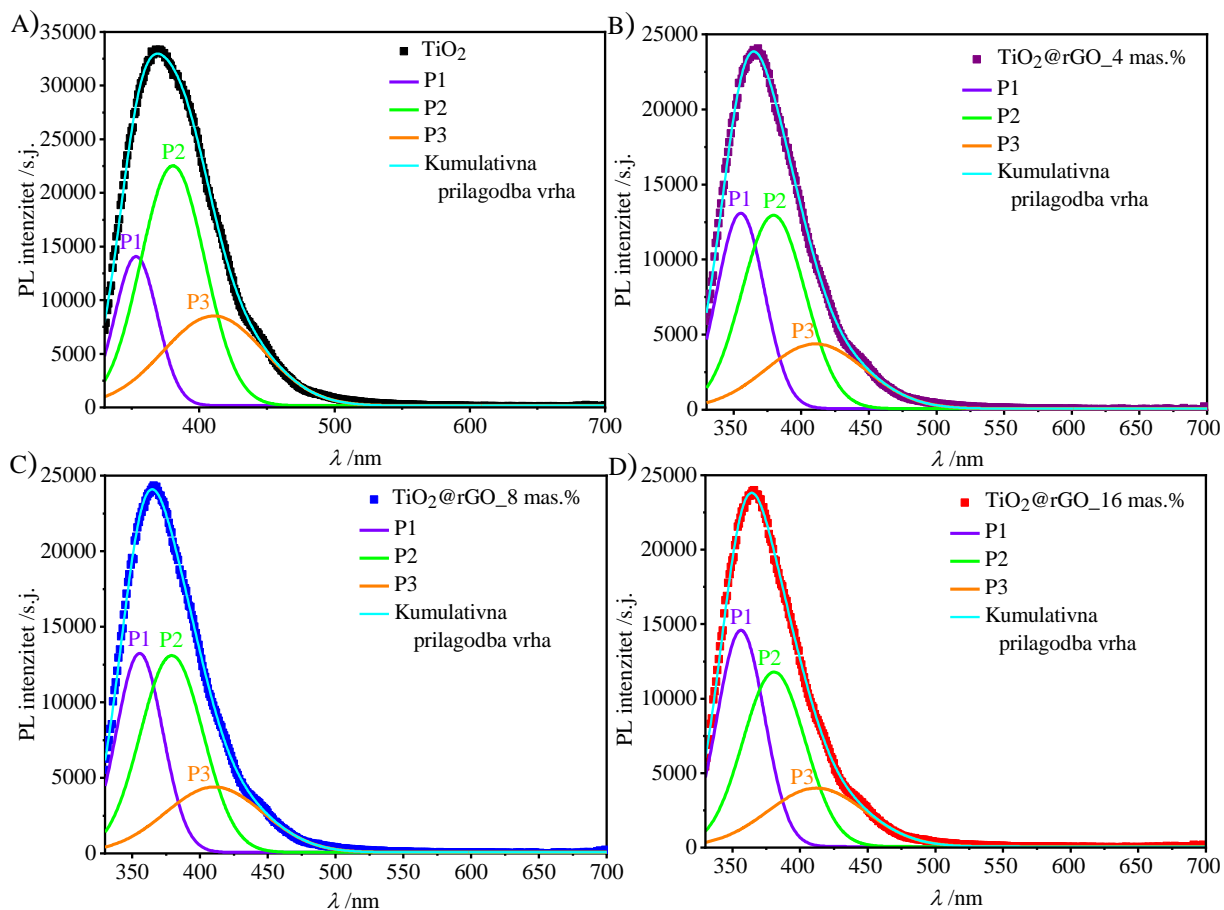 A)
35000
30000
25000
20000
15000
10000
5000
0
PL intenzitet /s.j.
TiO2
P1
P2
P3
Kumulativna
prilagodba vrha
P2
P1
P3
400
500
600
700
λ /nm
B)
25000
20000
15000
10000
5000
0
PL intenzitet /s.j.
TiO2@rGO_4 mas.%
P1
P2
P3
Kumulativna
prilagodba vrha
P1 P2
P3
350 400 450 500 550 600 650 700
λ /nm
C)
25000
20000
15000
10000
5000
0
PL intenzitet /s.j.
TiO2@rGO_8 mas.%
P1
P2
P3
Kumulativna
prilagodba vrha
P1 P2
P3
350 400 450 500 550 600 650 700
λ /nm
D)
25000
20000
15000
10000
5000
0
PL intenzitet /s.j.
TiO2@rGO_16 mas.%
P1
P2
P3
Kumulativna
prilagodba vrha
P1
P2
P3
350 400 450 500 550 600 650 700
λ /nm